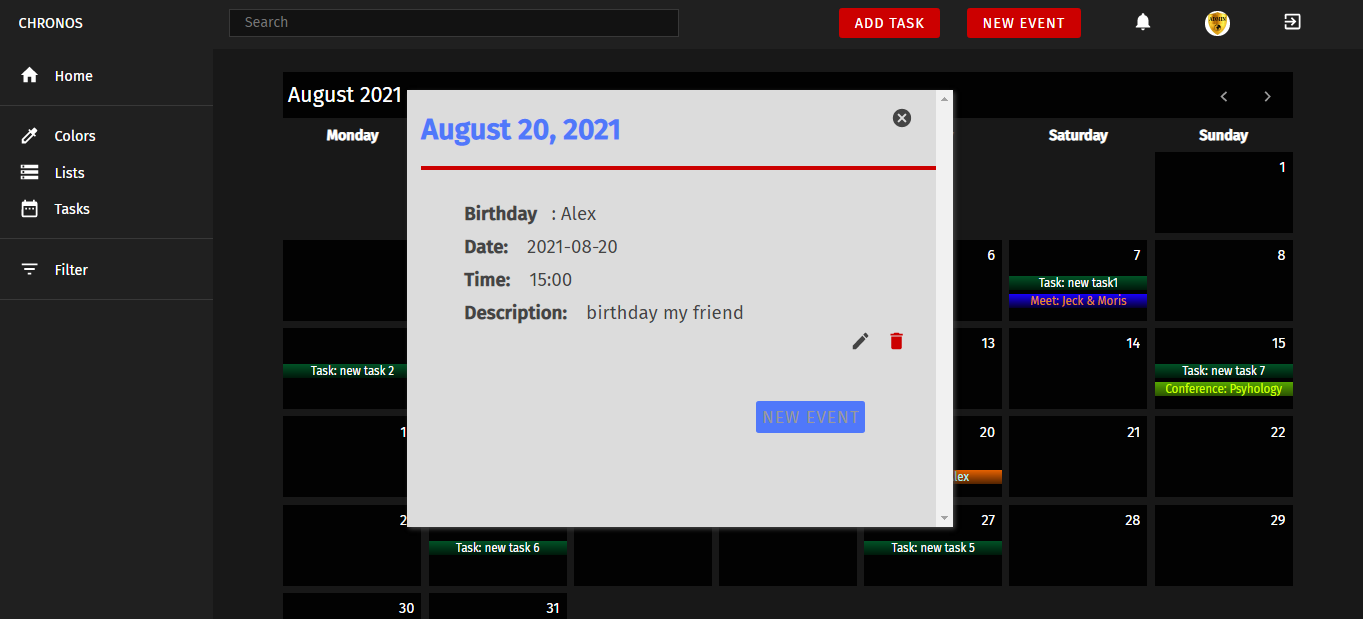 CHRONOS
Search
ADD TASK
NEW EVENT
ADMIN
Home
Colors
Lists
Tasks
Filter
August 2021
Monday
Saturday
Sunday
August 20, 2021
Birthday : Alex
Date: 2021-08-20
Time: 15:00
Description: birthday my friend
NEW EVENT
1
6
7
8
Task: new task1
Meet: Jeck & Moris
13
14
15
Task: new task 2
Task: new task 7
Conference: Psyhology
1
20
21
22
lex
2
27
28
29
Task: new task 6
Task: new task 5
30
31